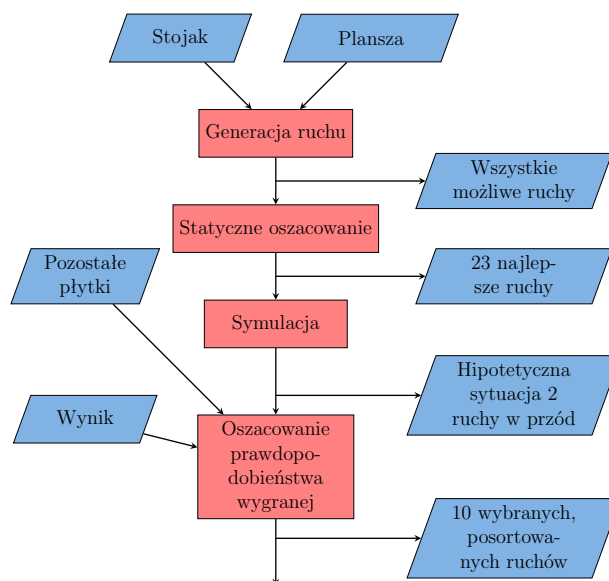 Stojak
Plansza
Generacja ruchu
Wszystkie
możliwe ruchy
Statyczne oszacowanie
Pozostałe
płytki
23 najlep-
sze ruchy
Symulacja
Hipotetyczna
sytuacja 2
ruchy w przód
Wynik
Oszacowanie
prawdopo-
dobieństwa
wygranej
10 wybranych,
posortowa-
nych ruchów